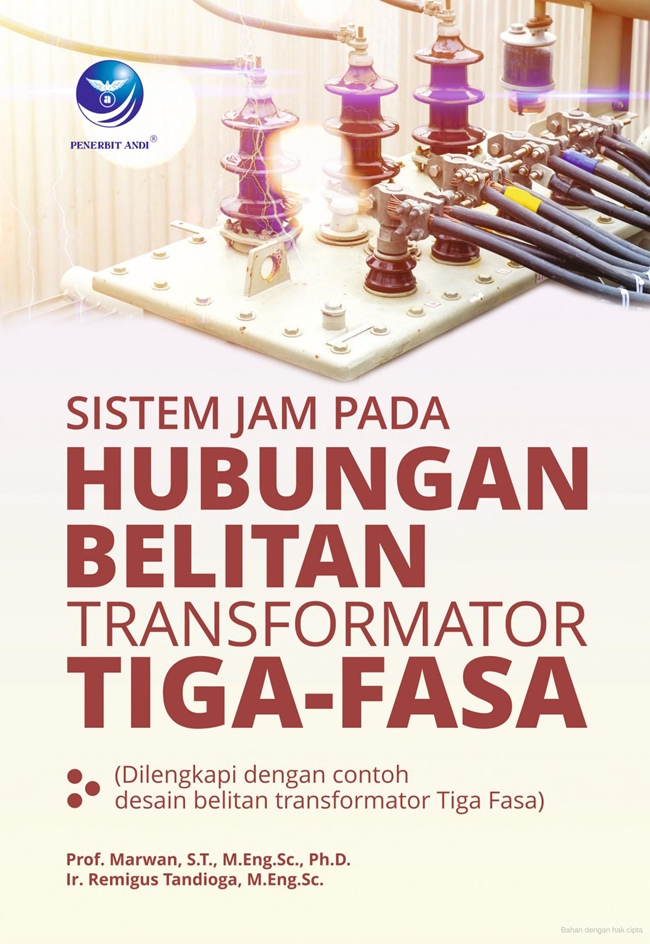 PENERBIT ANDI®
SISTEM JAM PADA
HUBUNGAN
BELITAN
TRANSFORMATOR
TIGA-FASA
(Dilengkapi dengan contoh
desain belitan transformator Tiga Fasa)
Prof. Marwan, S.T., M.Eng.Sc., Ph.D.
Ir. Remigus Tandioga, M.Eng.Sc.
Bahan dengan hak cipta